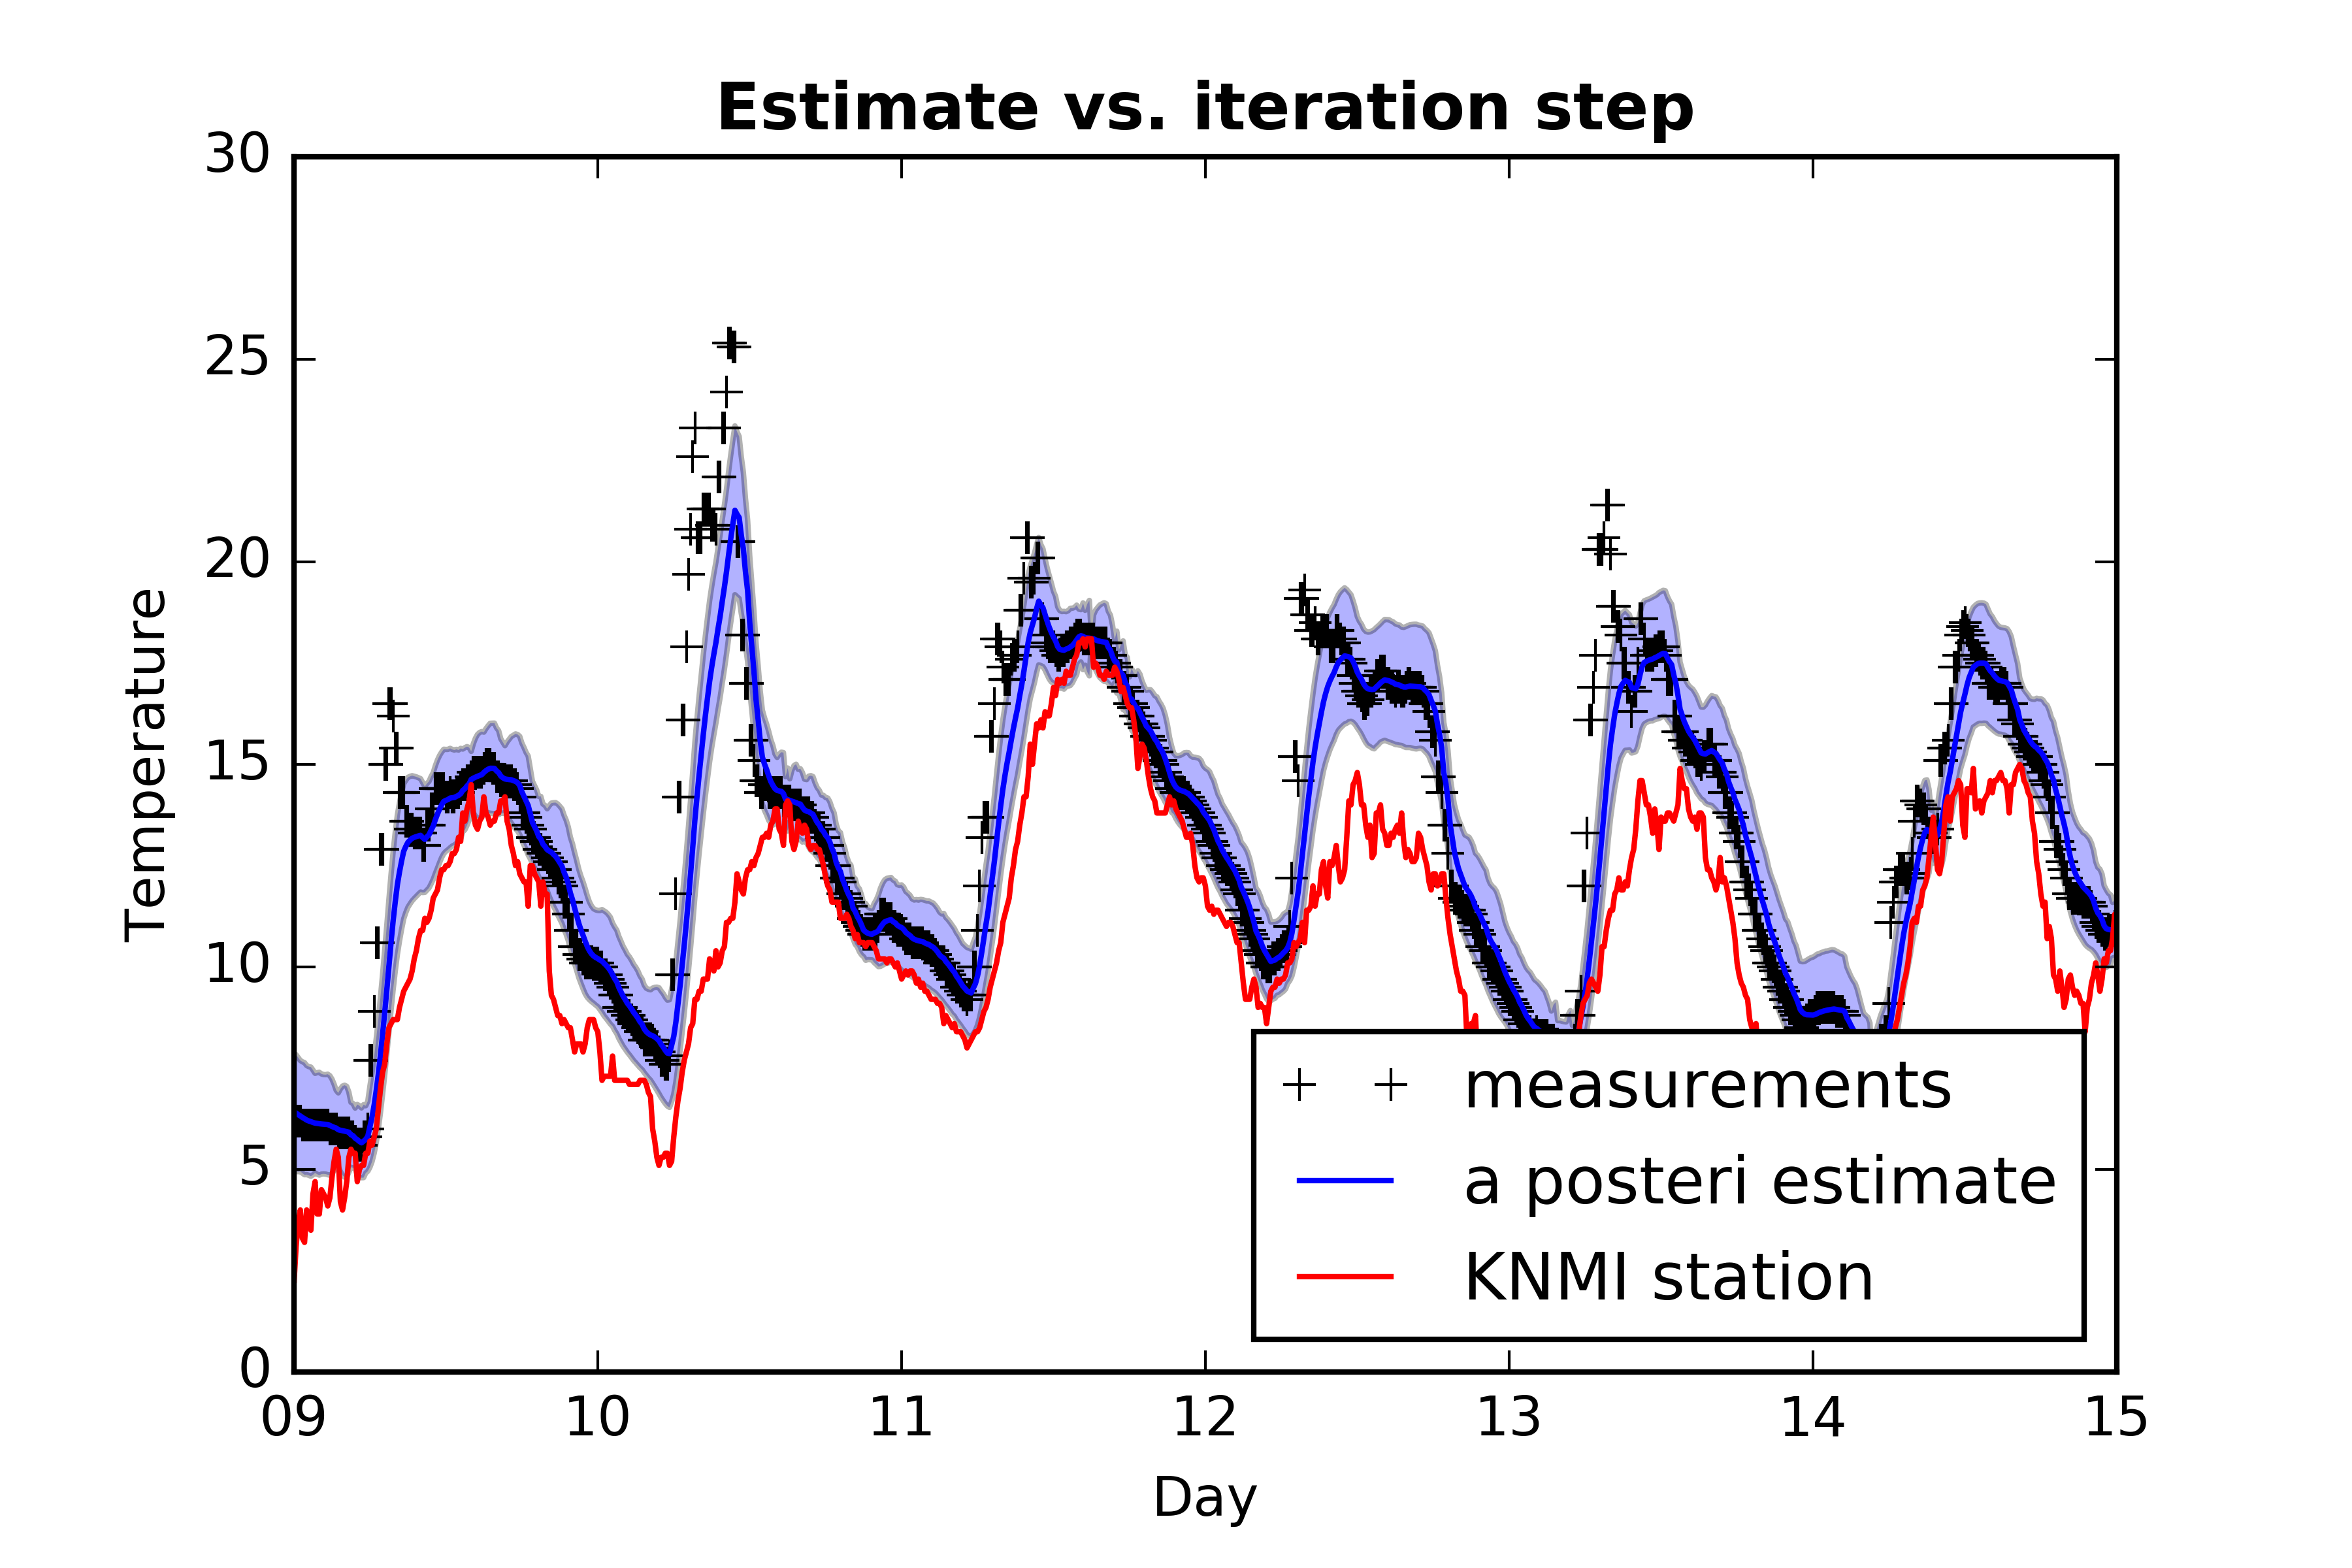 Estimate vs. iteration step
30
25
20
15
10
5
0
Temperature
09 10 11 12 13 14 15
Day
measurements
a posteri estimate
KNMI station